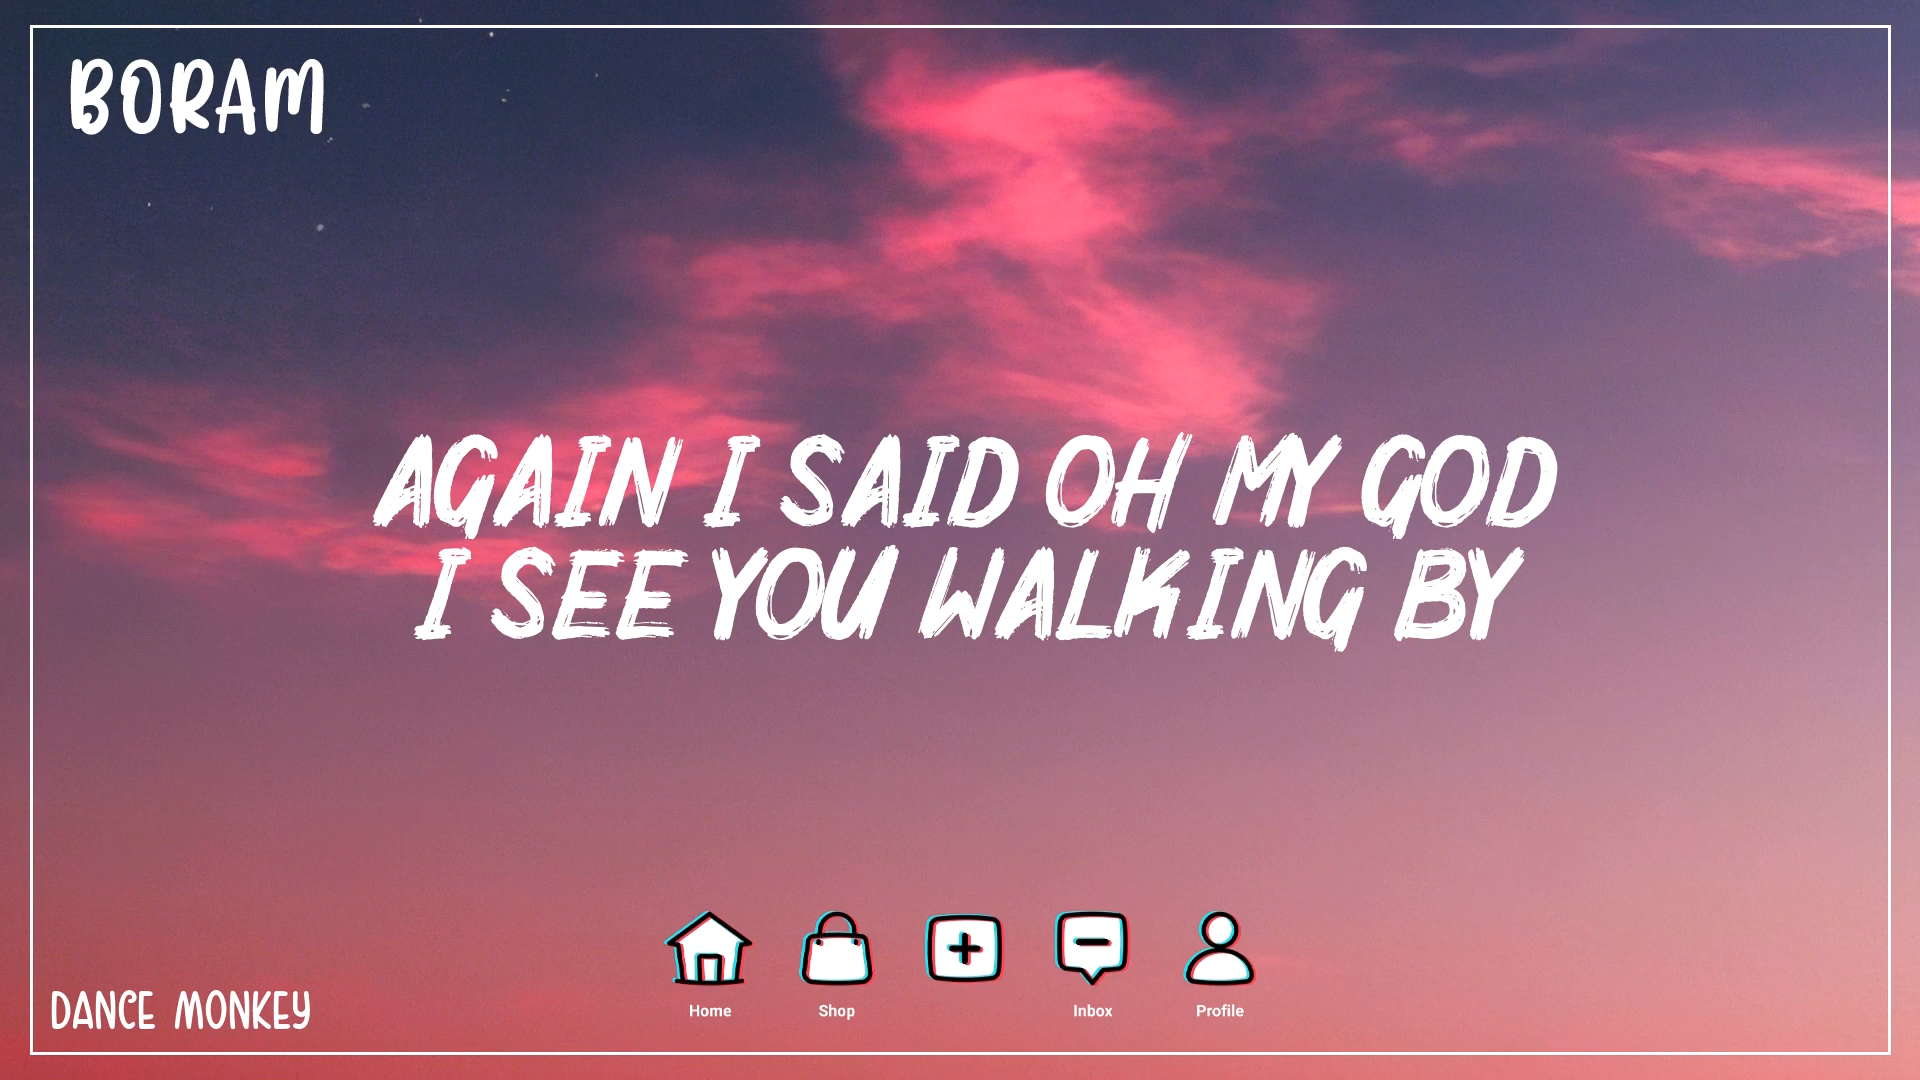 BORAM
AGAIN I SAID OH MY GOD
I SEE YOU WALKING BY
Home
Shop
Inbox
Profile
DANCE MONKEY